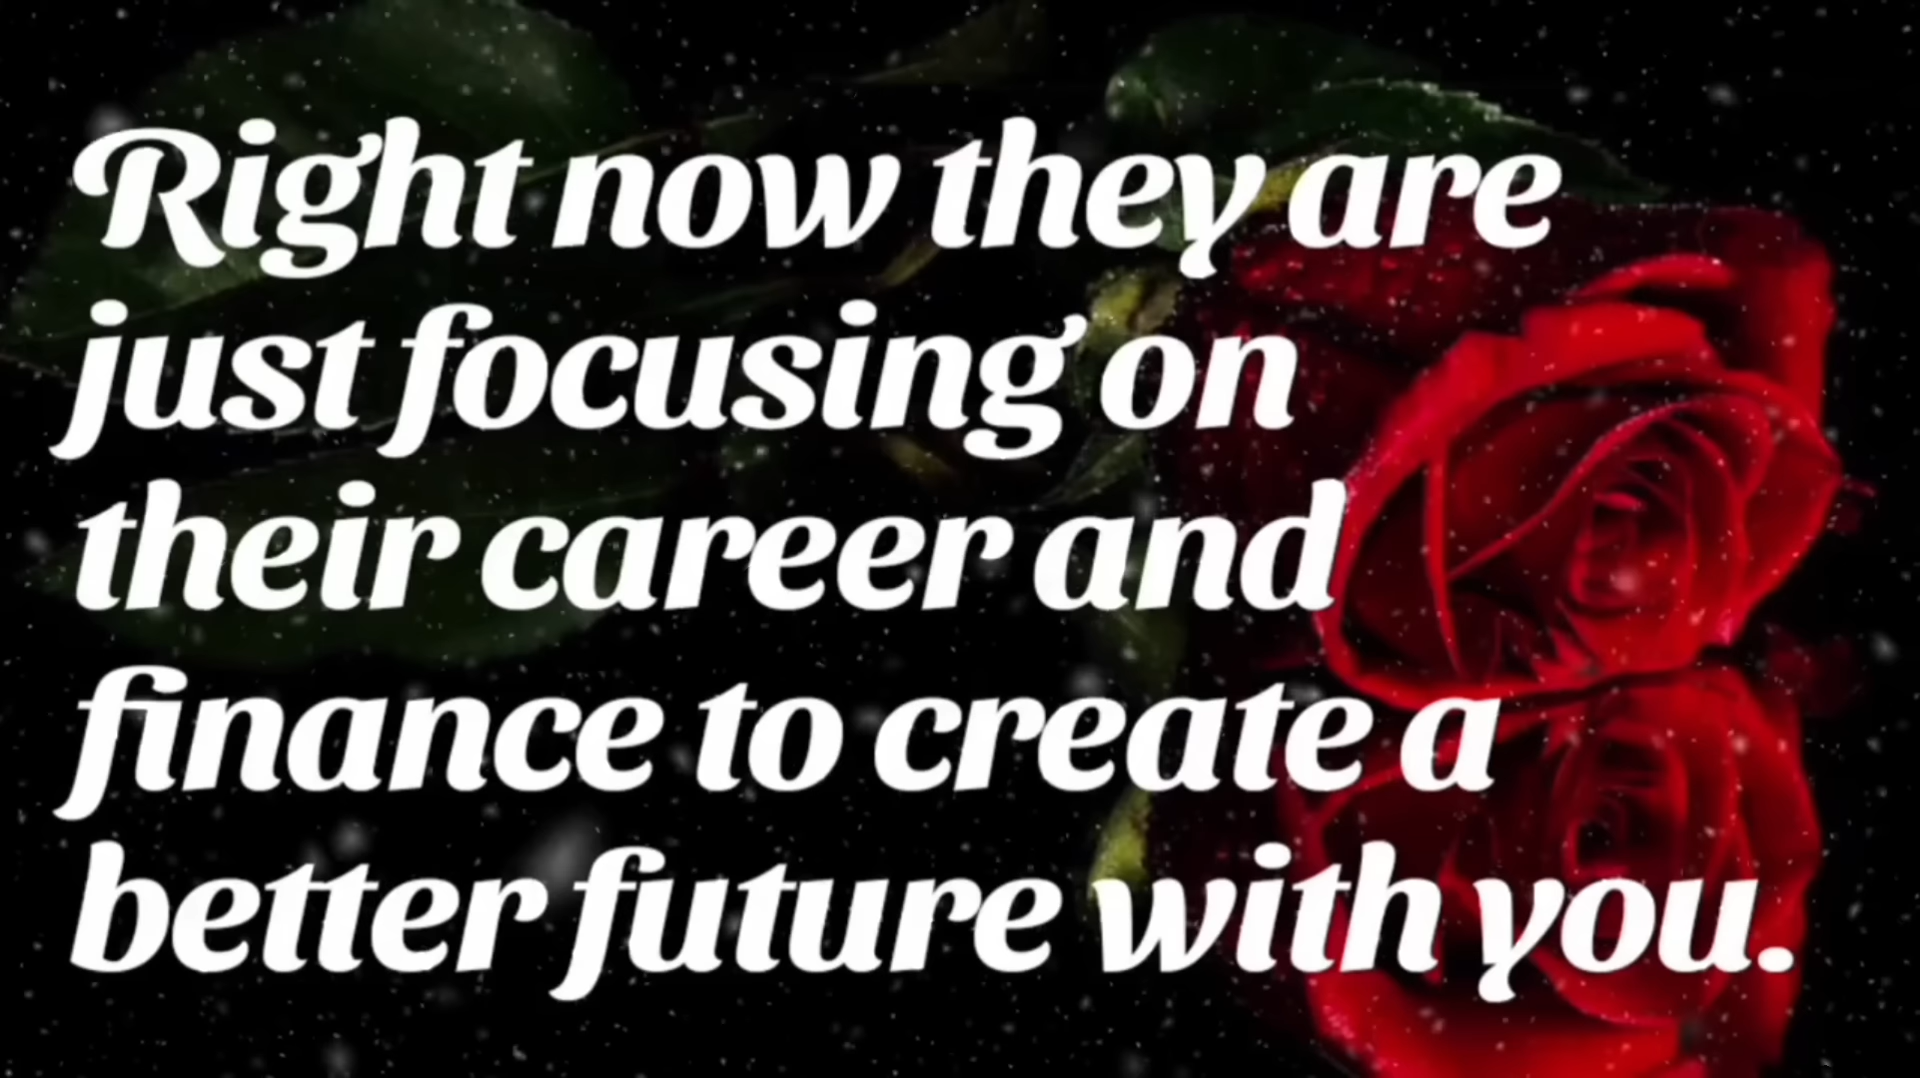 Right now they are
just focusing on
their career and
finance to create a
better future with you.